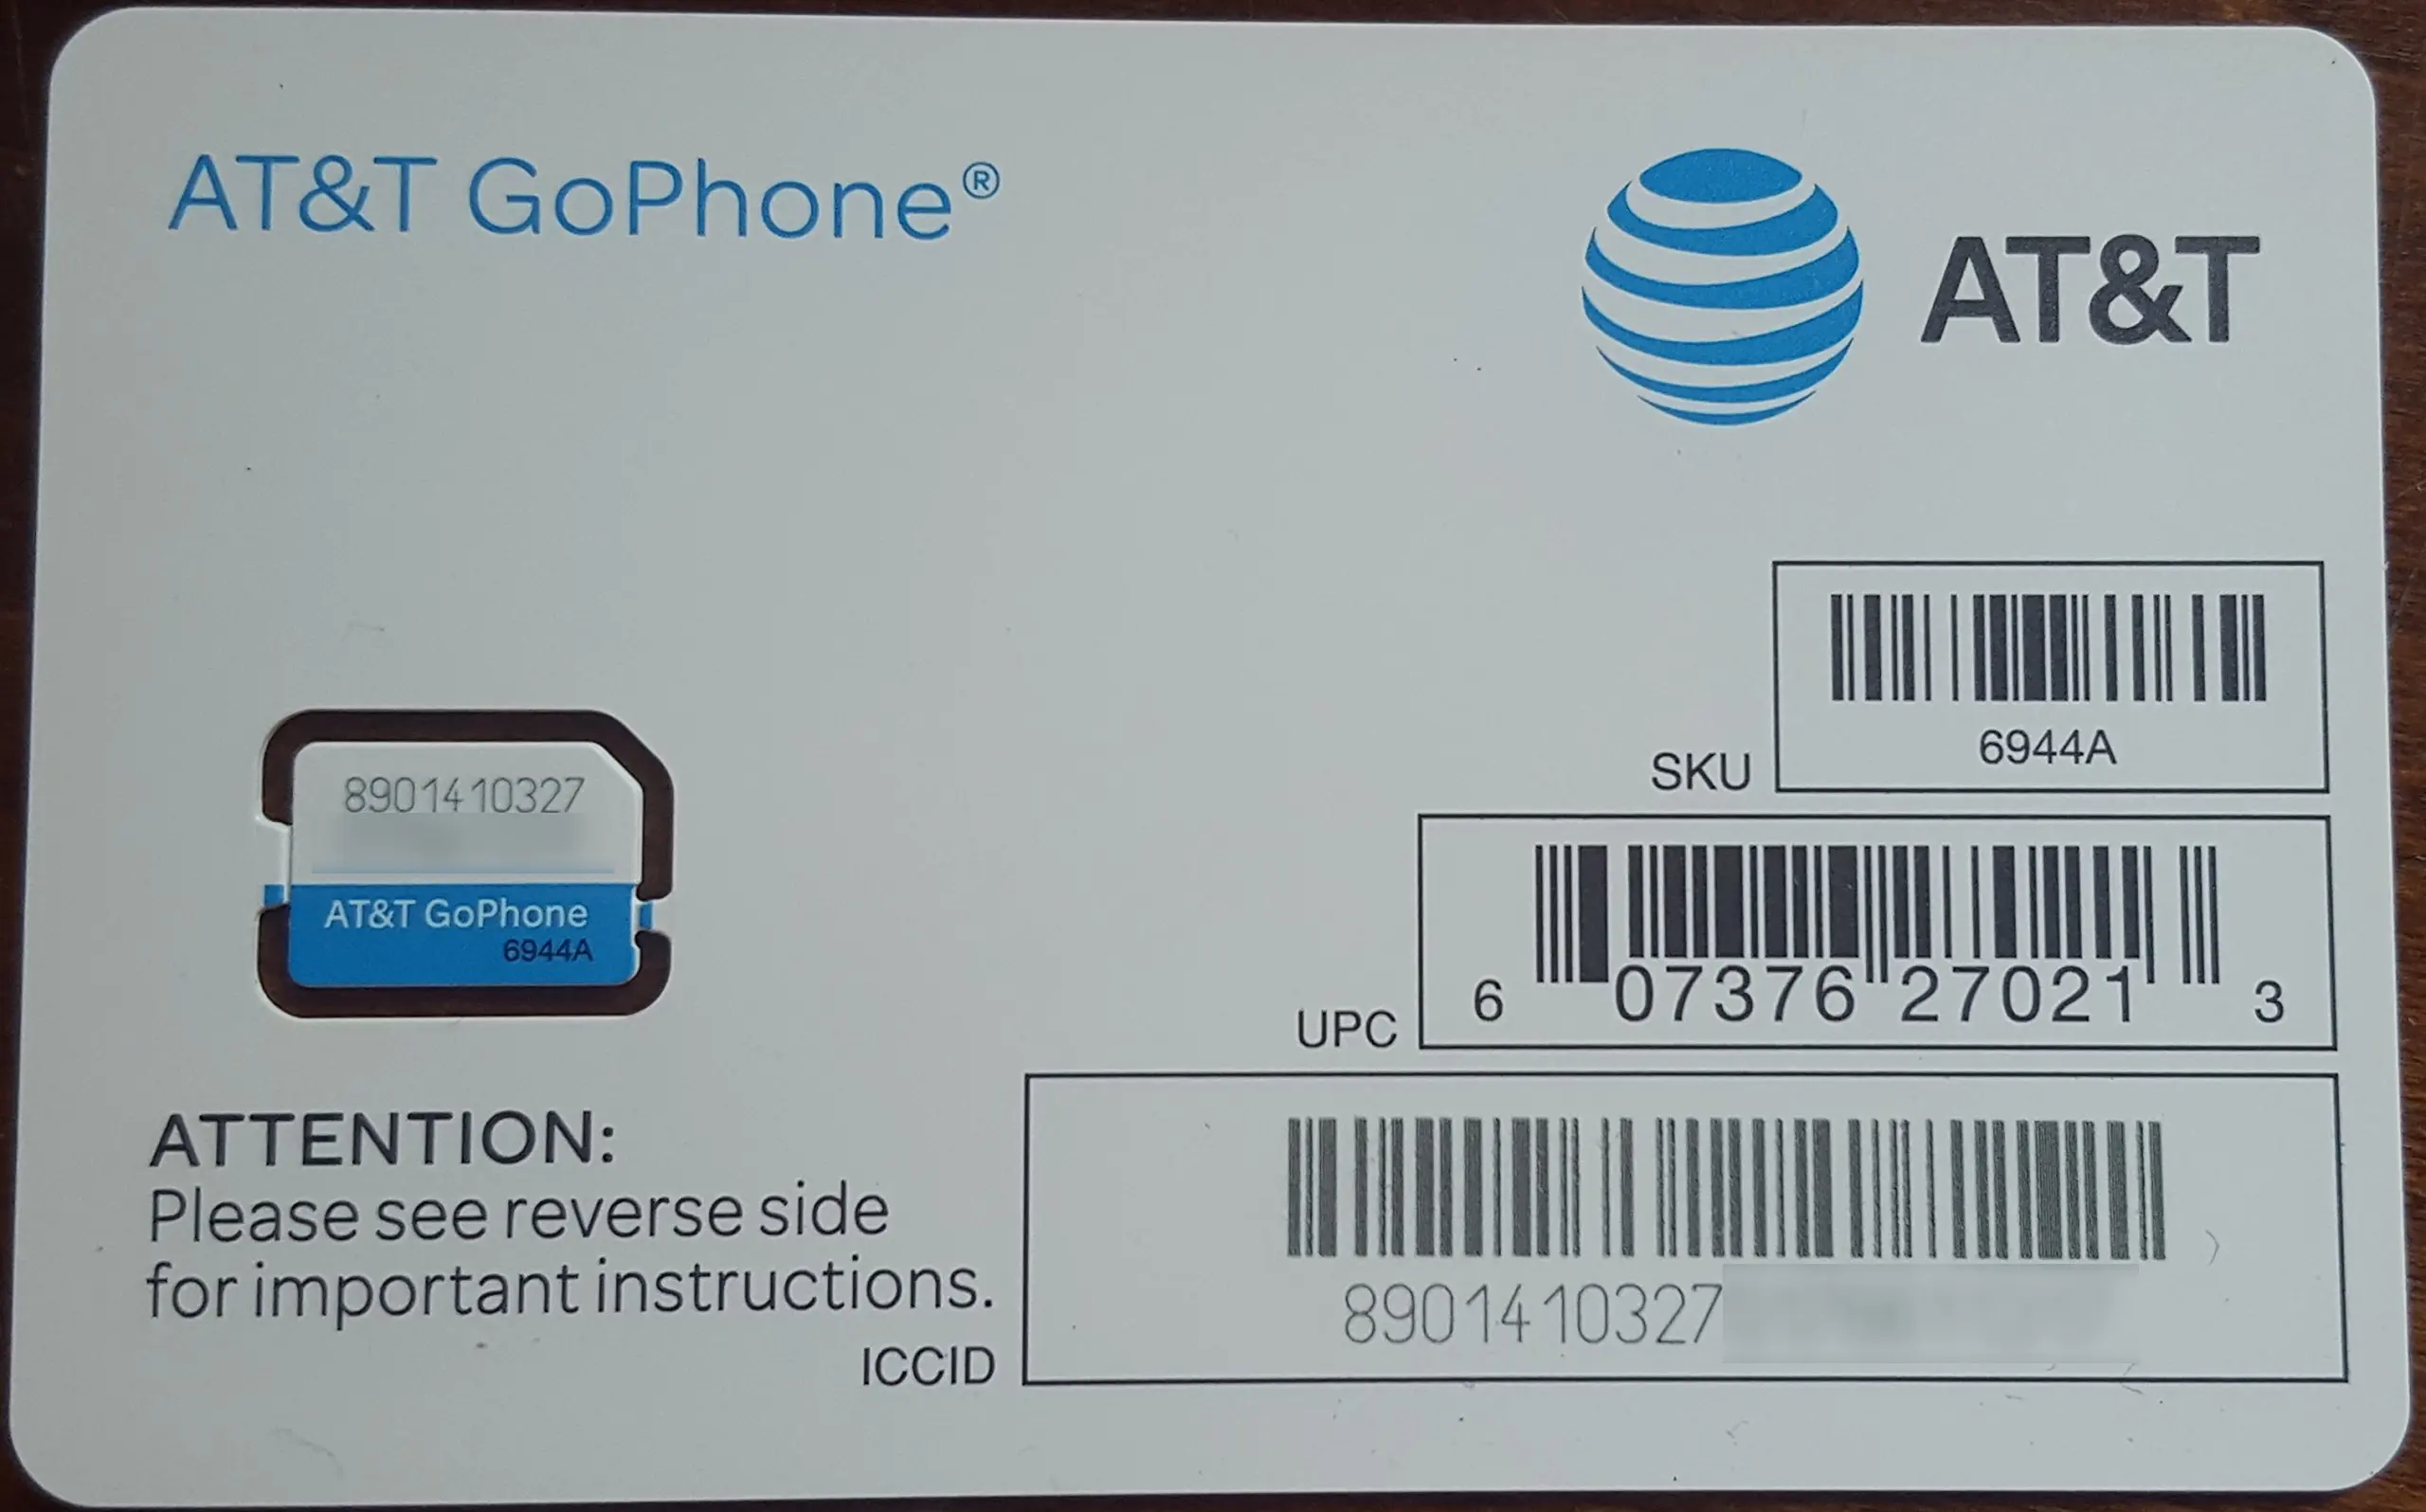 AT&T GoPhone®
AT&T
6944A
SKU
8901410327
AT&T GoPhone
6944A
6 07376 27021 3
UPC
ATTENTION:
Please see reverse side
for important instructions.
8901410327
ICCID